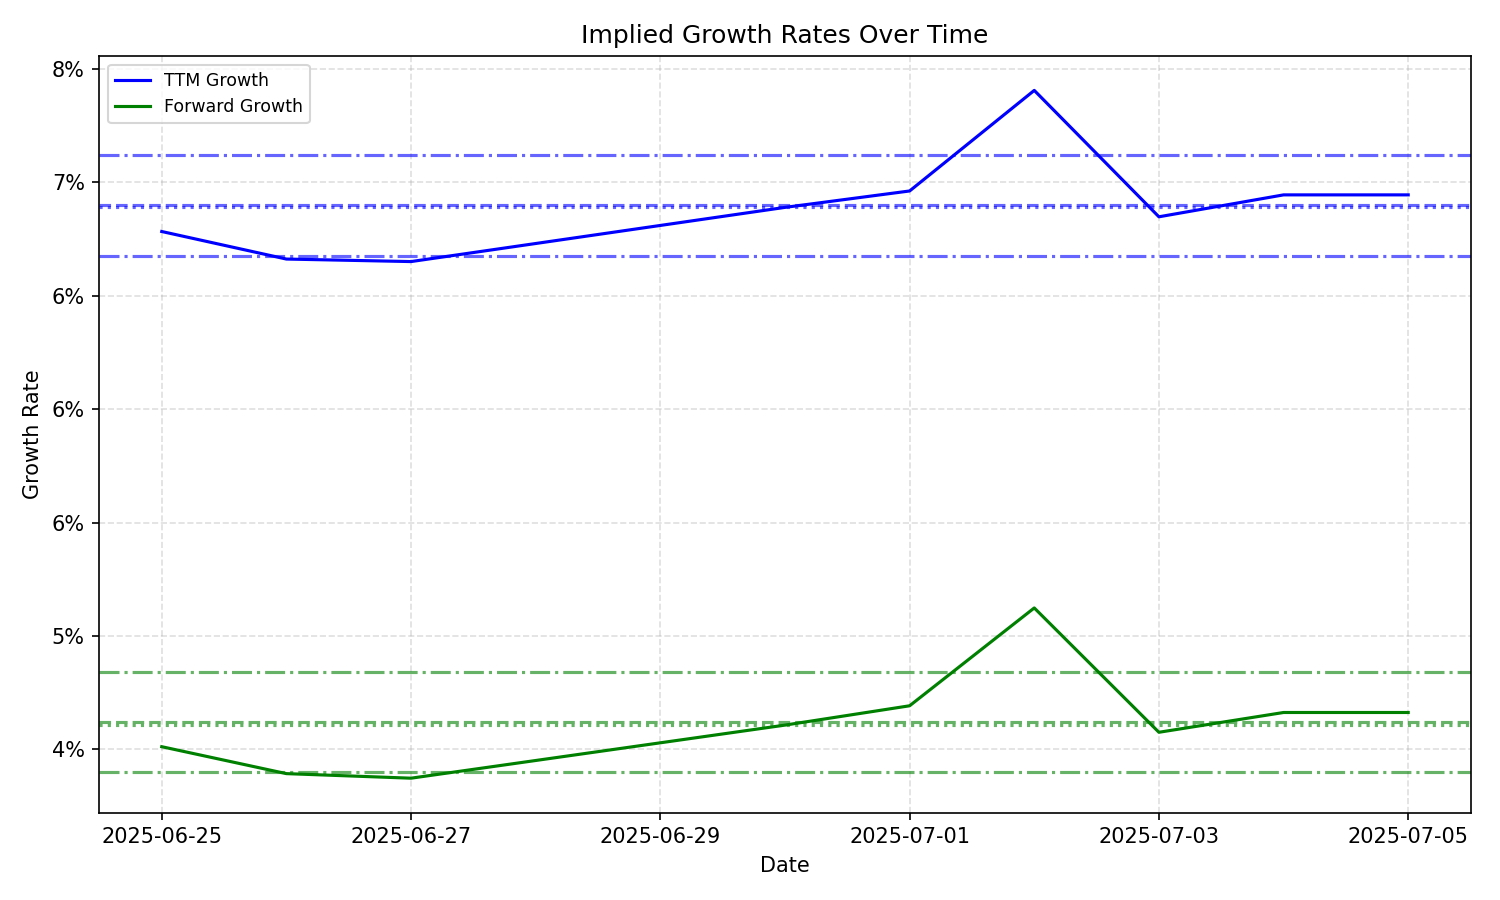 Implied Growth Rates Over Time
TTM Growth
Forward Growth
8%
7%
6%
6%
6%
5%
4%
Growth Rate
2025-06-25
2025-06-27
2025-06-29
2025-07-01
2025-07-03
2025-07-05
Date